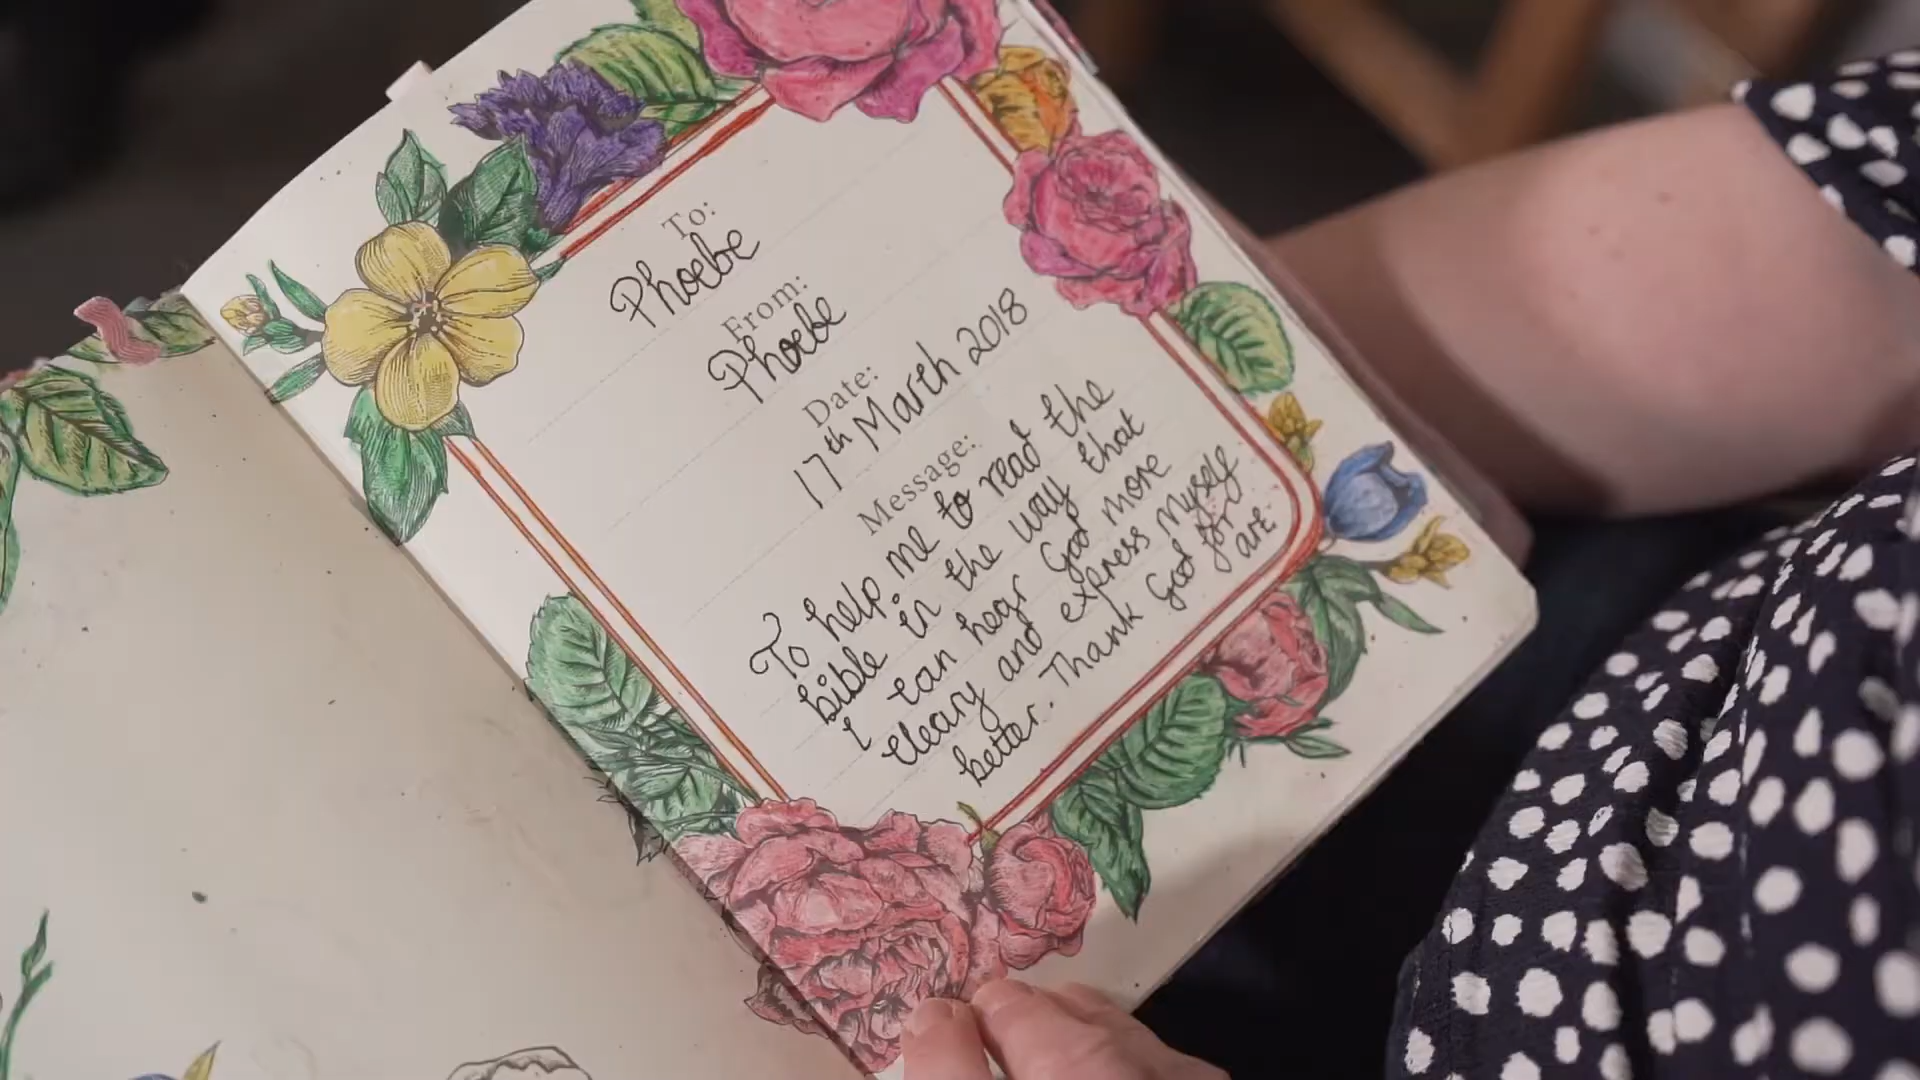 To:
Phoebe
From:
Phoebe
Date:
17th March 2018
Message:
To help me to read the
bible in the way that
I can hear God more
cleary and express myself
better. Thank God for
art